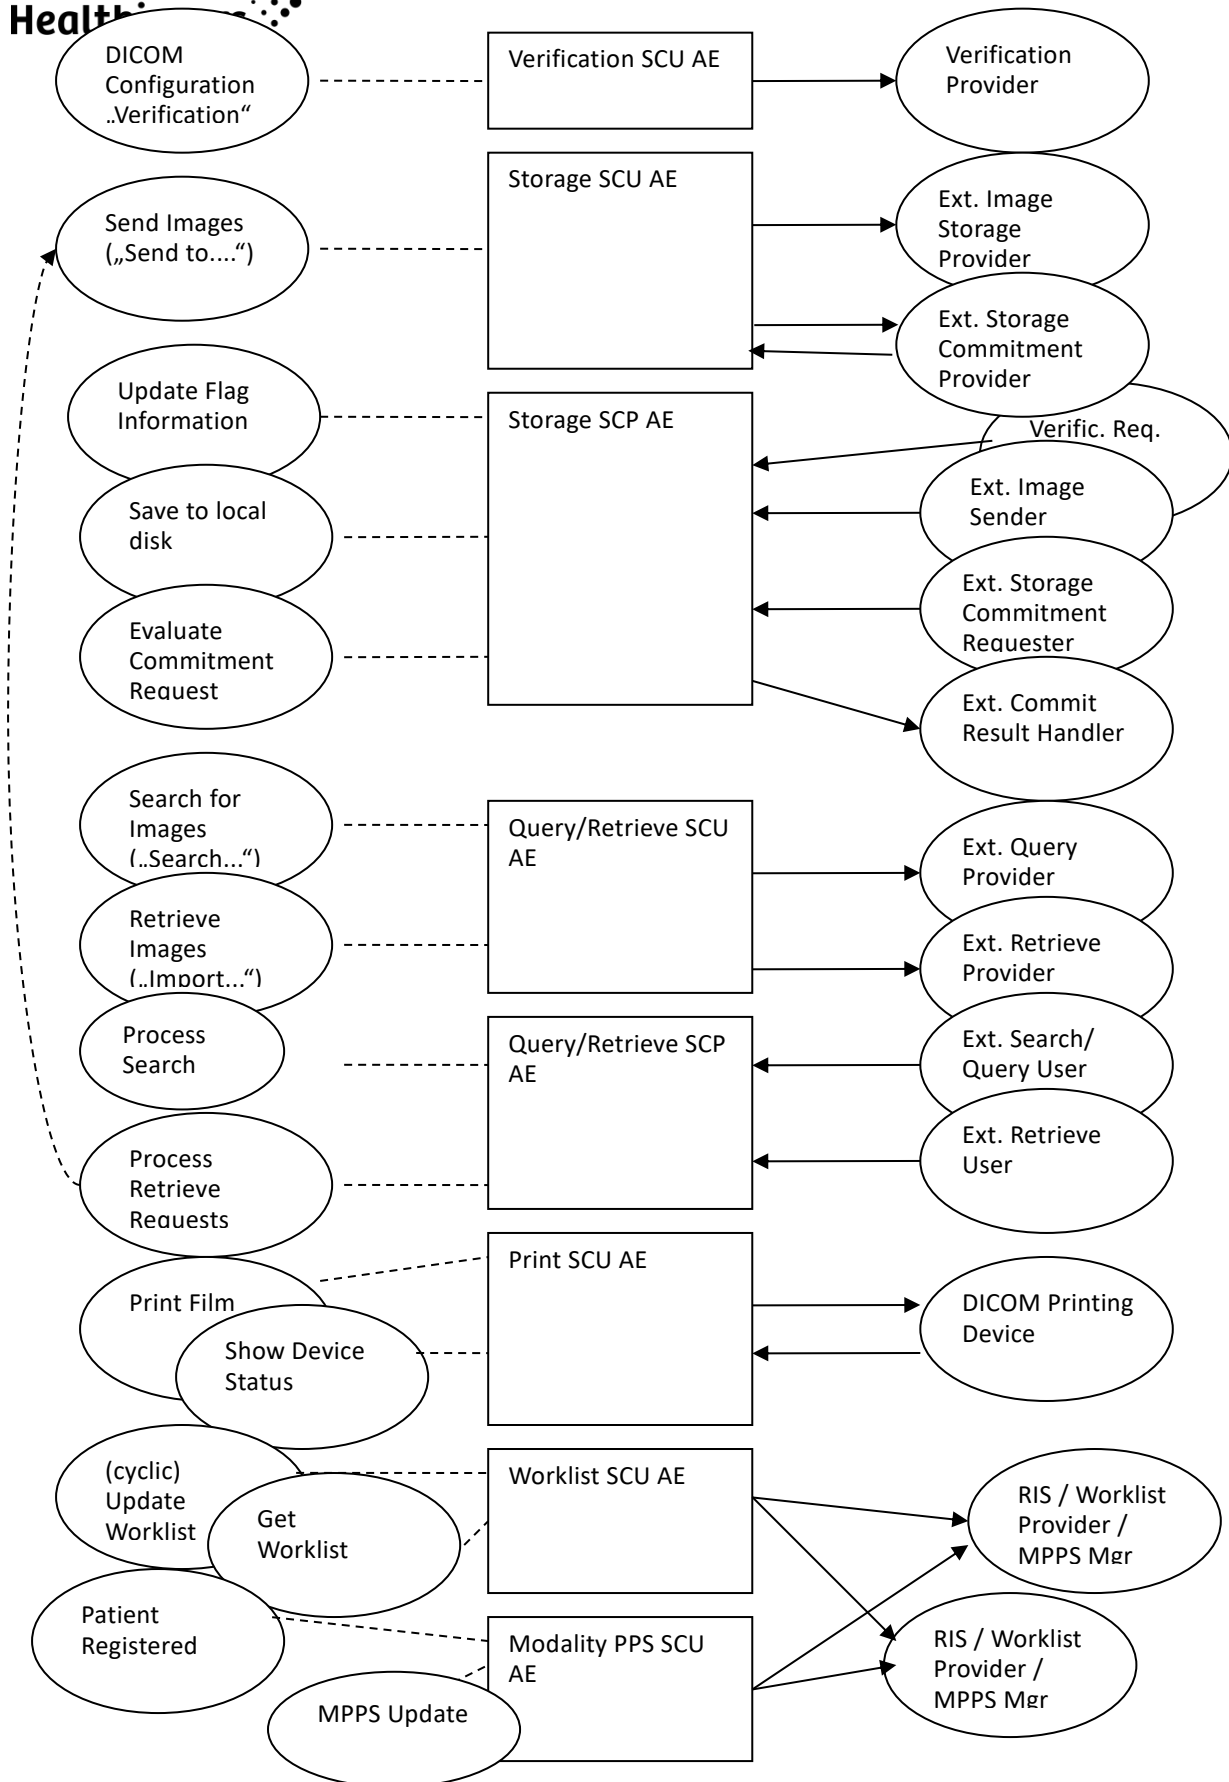 DICOM
Configuration
„Verification“
Verification SCU AE
Verification
Provider
Send Images
(„Send to....“)
Storage SCU AE
Ext. Image
Storage
Provider
Ext. Storage
Commitment
Provider
Update Flag
Information
Storage SCP AE
Verific. Req.
Save to local
disk
Ext. Image
Sender
Ext. Storage
Commitment
Requester
Evaluate
Commitment
Request
Ext. Commit
Result Handler
Search for
Images
(„Search...“)
Query/Retrieve SCU
AE
Ext. Query
Provider
Retrieve
Images
(„Import...“)
Ext. Retrieve
Provider
Process
Search
Query/Retrieve SCP
AE
Ext. Search/
Query User
Ext. Retrieve
User
Process
Retrieve
Requests
Print SCU AE
Print Film
DICOM Printing
Device
Show Device
Status
(cyclic)
Update
Worklist
Get
Worklist
Worklist SCU AE
RIS / Worklist
Provider /
MPPS Mgr
Patient
Registered
Modality PPS SCU
AE
RIS / Worklist
Provider /
MPPS Mgr
MPPS Update